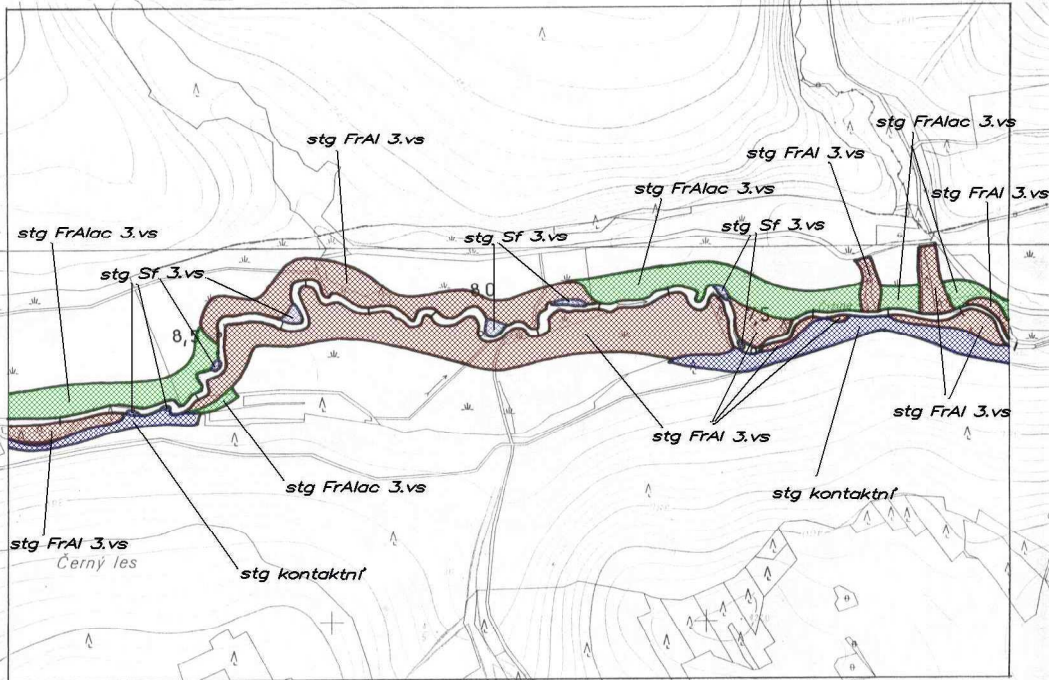 stg FrAlac 3.vs
stg FrAl 3.vs
stg FrAl 3.vs
stg FrAlac 3.vs
stg FrAl 3.vs
stg FrAlac 3.vs
stg Sf 3.vs
stg Sf 3.vs
stg Sf 3.vs
8,0
8,5
stg FrAl 3.vs
stg FrAl 3.vs
stg FrAlac 3.vs
stg kontaktní
stg FrAl 3.vs
Černý les
stg kontaktní